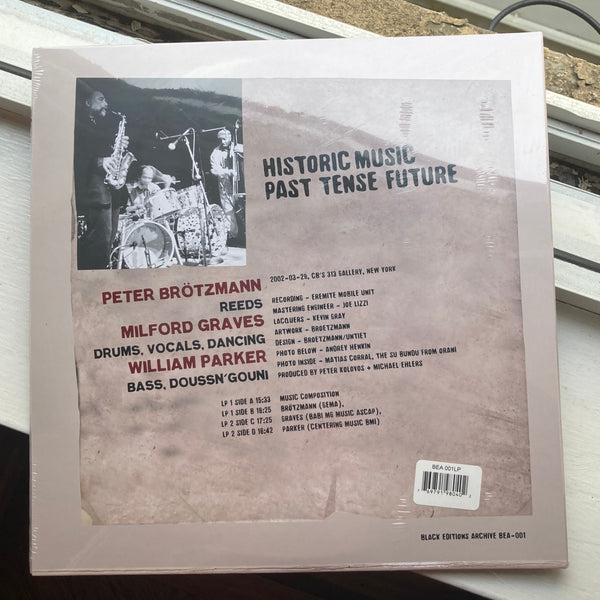 HISTORIC MUSIC
PAST TENSE FUTURE
2002-03-29, CB'S 313 GALLERY, NEW YORK
PETER BRÖTZMANN
REEDS
MILFORD GRAVES
DRUMS, VOCALS, DANCING
WILLIAM PARKER
BASS, DOUSSN'GOUNI
RECORDING - EREMITE MOBILE UNIT
MASTERING ENGINEER - JOE LIZZI
LACQUERS - KEVIN GRAY
ARTWORK - BROETZMANN
DESIGN - BROETZMANN/UNTIET
PHOTO BELOW - ANDREY HENKIN
PHOTO INSIDE - MATIAS CORRAL, THE SU BUNDU FROM ORANI
PRODUCED BY PETER KOLOVOS + MICHAEL EHLERS
LP 1 SIDE A 15:33
LP 1 SIDE B 16:25
LP 2 SIDE C 17:25
LP 2 SIDE D 16:42
MUSIC COMPOSITION
BRÖTZMANN (GEMA),
GRAVES (BABI MG MUSIC ASCAP),
PARKER (CENTERING MUSIC BMI)
BEA 001LP
BLACK EDITIONS ARCHIVE BEA-001